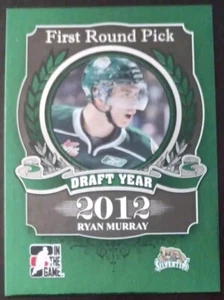 First Round Pick
DRAFT YEAR
2012
RYAN MURRAY
IN
THE
GAME
SILVERTIPS